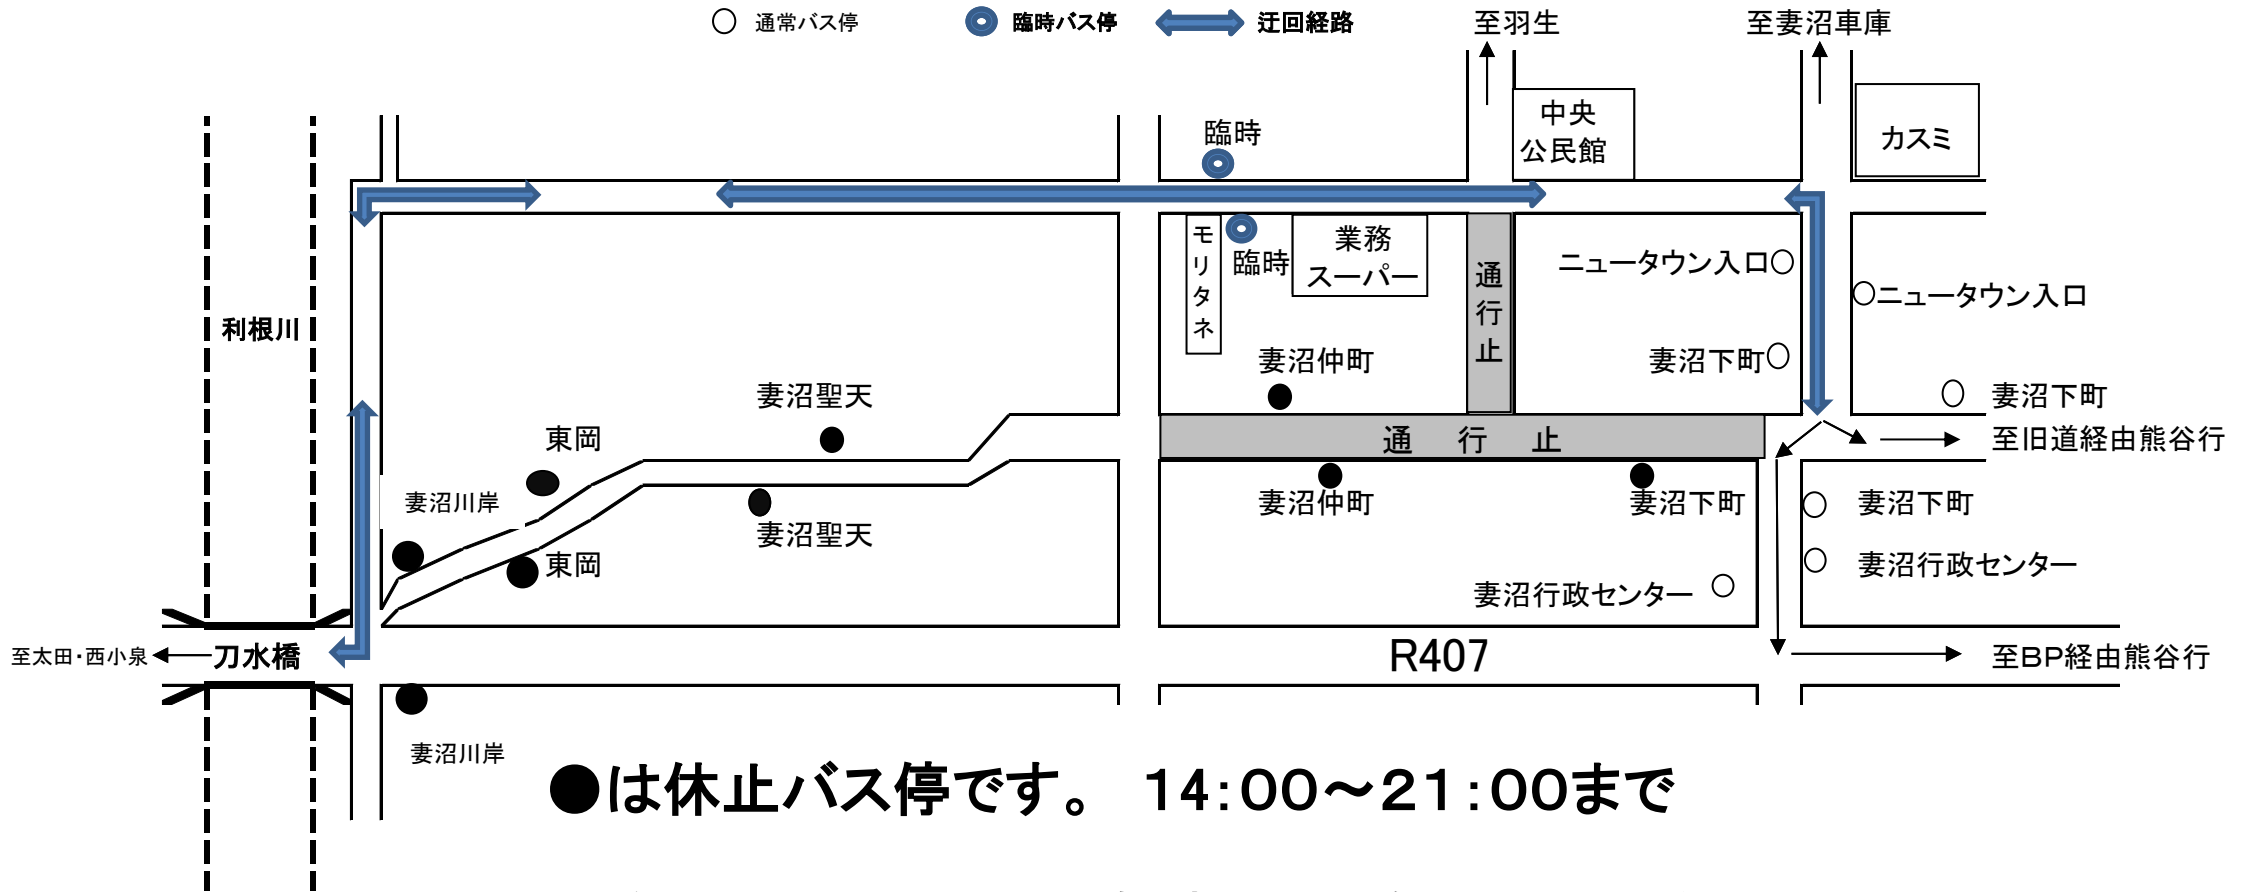 通常バス停
臨時バス停
迂回経路
至羽生
至妻沼車庫
中央
公民館
カスミ
臨時
モリタネ
臨時
業務
スーパー
通行止
ニュータウン入口
ニュータウン入口
利根川
妻沼仲町
妻沼下町
妻沼聖天
妻沼下町
東岡
通 行 止
至旧道経由熊谷行
妻沼川岸
妻沼聖天
妻沼仲町
妻沼下町
妻沼下町
東岡
妻沼行政センター
妻沼行政センター
至太田・西小泉
刀水橋
R407
至BP経由熊谷行
妻沼川岸
●は休止バス停です。 14:00～21:00まで